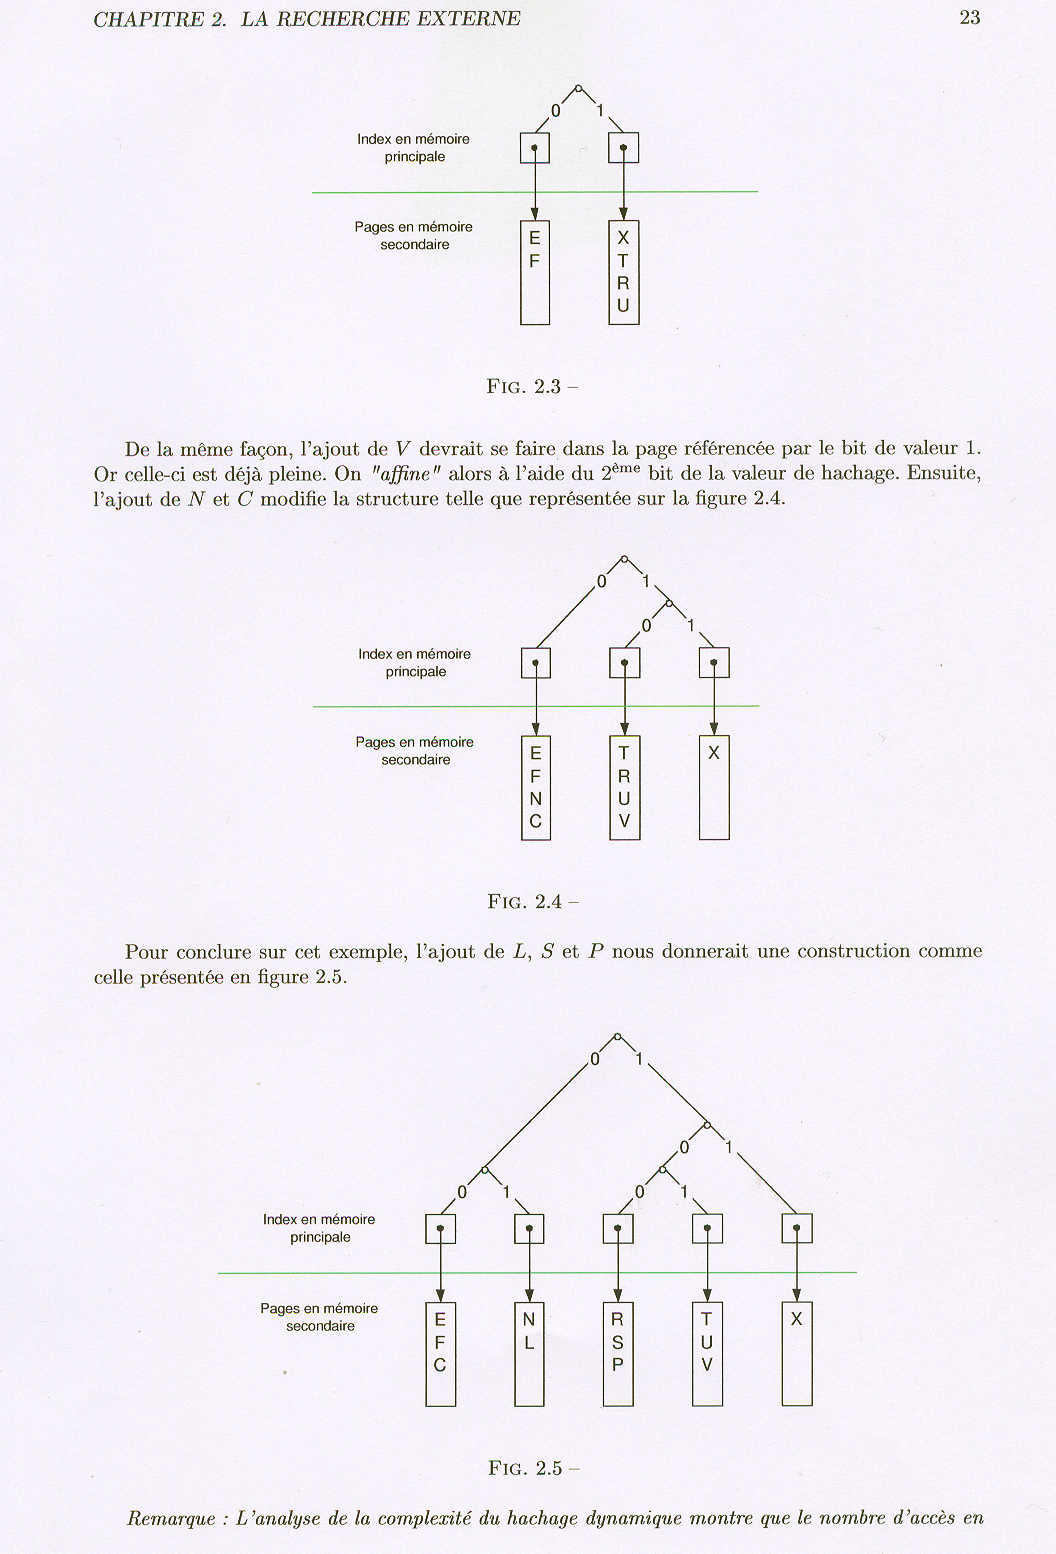 CHAPITRE 2. LA RECHERCHE EXTERNE 23
0 1
Index en mémoire
principale
Pages en mémoire
secondaire
E X
F T
R
U
FIG. 2.3 –
De la même façon, l'ajout de V devrait se faire dans la page référencée par le bit de valeur 1.
Or celle-ci est déjà pleine. On "affine" alors à l'aide du 2ème bit de la valeur de hachage. Ensuite,
l'ajout de N et C modifie la structure telle que représentée sur la figure 2.4.
0 1
0 1
Index en mémoire
principale
Pages en mémoire
secondaire
E T X
F R
N U
C V
FIG. 2.4 –
Pour conclure sur cet exemple, l'ajout de L, S et P nous donnerait une construction comme
celle présentée en figure 2.5.
0 1
0 1
0 1 0 1
Index en mémoire
principale
Pages en mémoire
secondaire
E N R T X
F L S U
C P V
FIG. 2.5 –
Remarque : L'analyse de la complexité du hachage dynamique montre que le nombre d'accès en